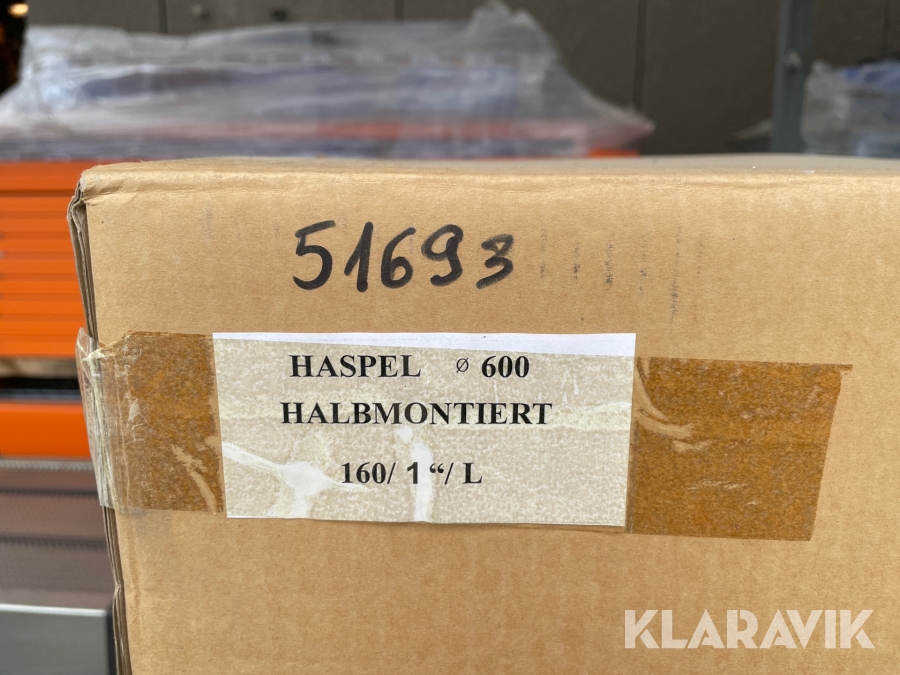 51693
HASPEL ⌀ 600
HALBMONTIERT
160/ 1 “/ L
KLARAVIK